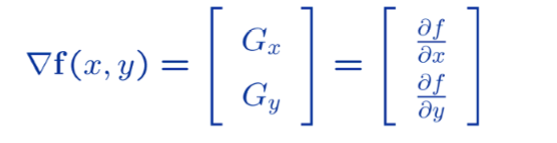 ∇f(x, y) = [ G_x G_y ] = [ ∂f/∂x ∂f/∂y ]